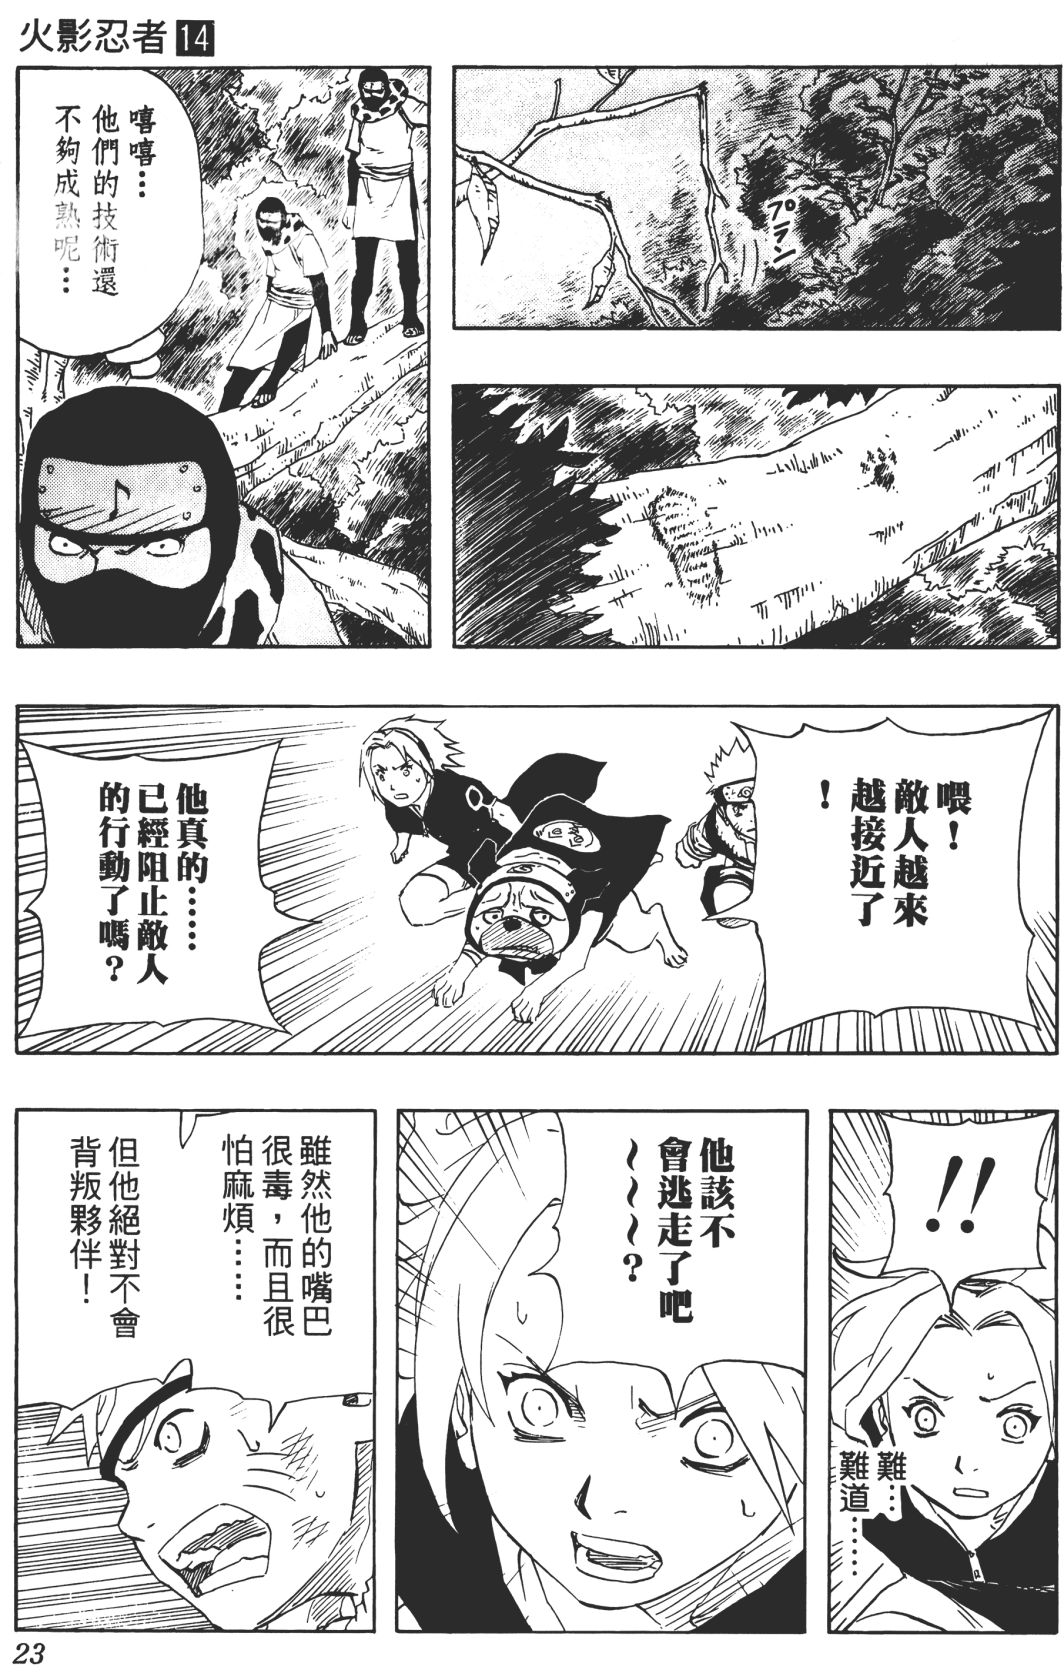 火影忍者14
プラン
嘻嘻…
他們的技術還
不夠成熟呢…
喂！
敵人越來
越接近了
！
他真的……
已經阻止敵人
的行動了嗎？
!!
難…
難道……
他該不
會逃走了吧
～～～？
雖然他的嘴巴
很毒，而且很
怕麻煩……
但他絕對不會
背叛夥伴！
23